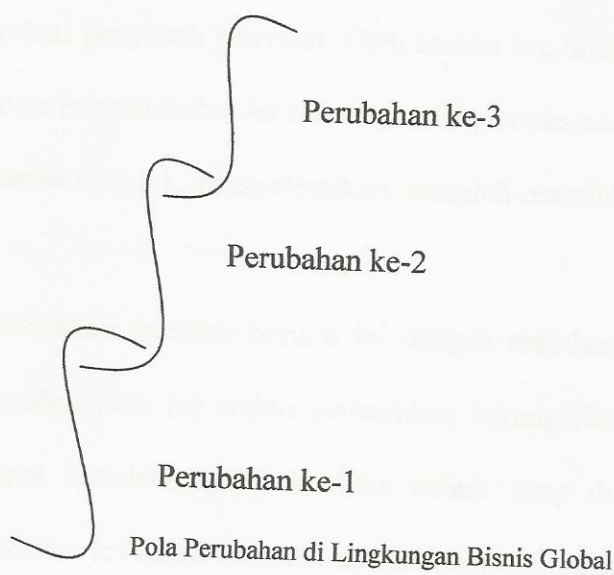 Perubahan ke-3
Perubahan ke-2
Perubahan ke-1
Pola Perubahan di Lingkungan Bisnis Global